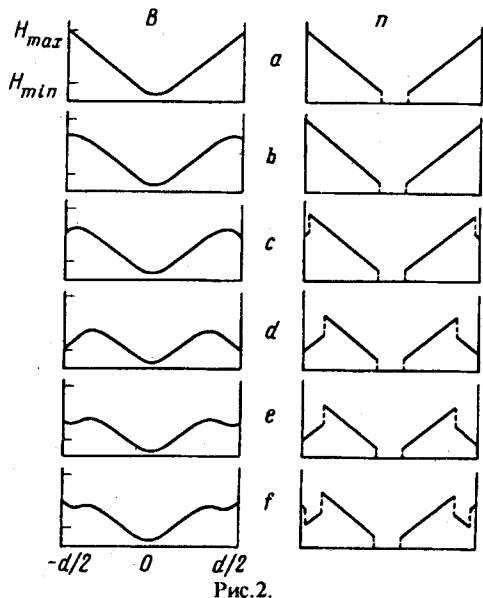 B n
H_max
H_min
a
b
c
d
e
f
-d/2 0 d/2
Рис.2.